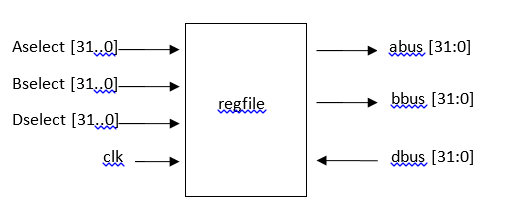 Aselect [31..0]
abus [31:0]
Bselect [31..0]
regfile
bbus [31:0]
Dselect [31..0]
clk
dbus [31:0]